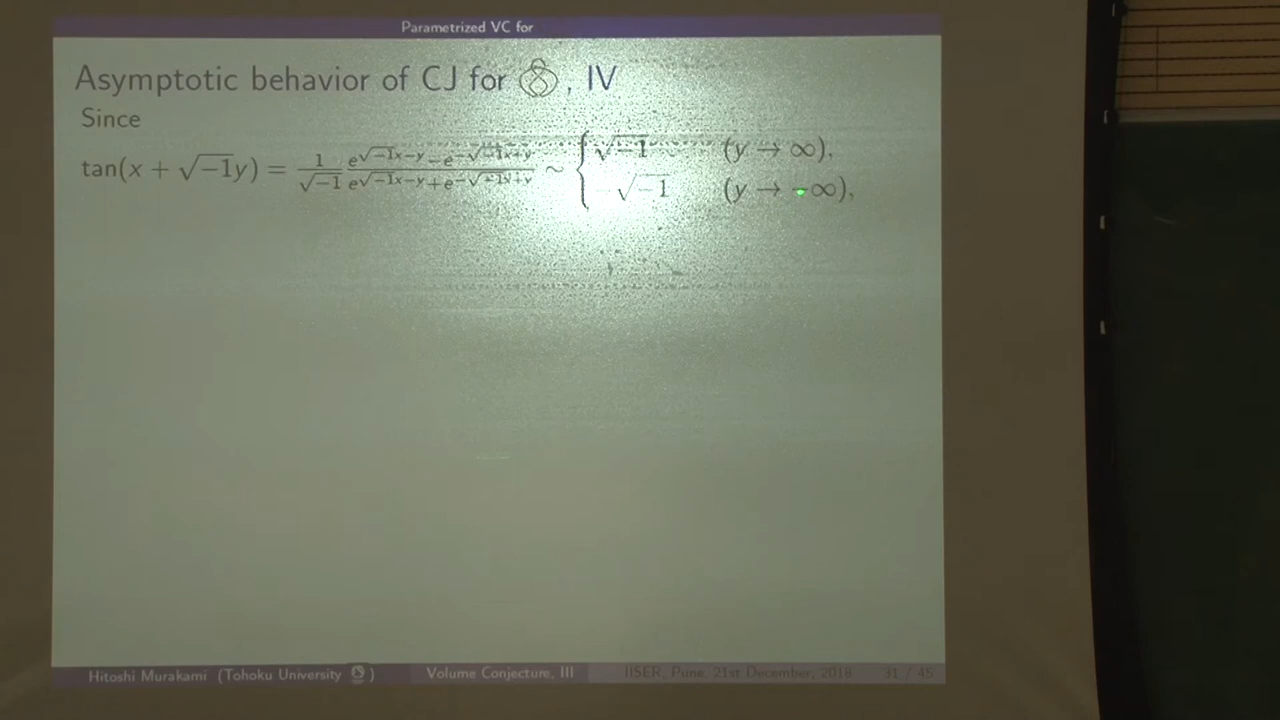 Parametrized VC for
Asymptotic behavior of CJ for , IV
Since
tan(x + √−1y) = 1/√−1 (e^{√−1x−y} − e^{−√−1x+y})/(e^{√−1x−y} + e^{−√−1x+y}) ∼ { √−1 (y → ∞),
−√−1 (y → −∞),
Hitoshi Murakami (Tohoku University ) Volume Conjecture, III IISER, Pune. 21st December, 2018 31 / 45